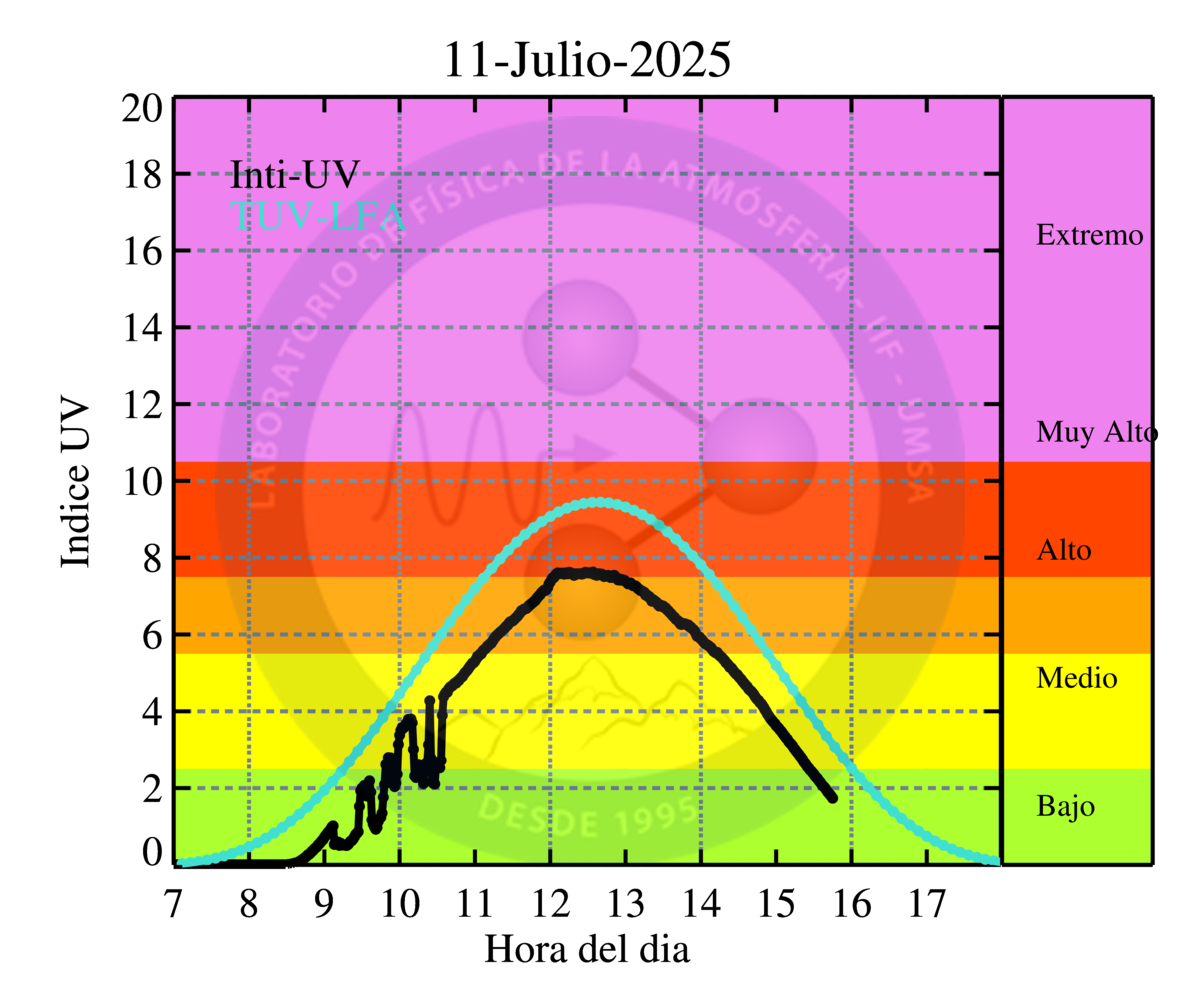 11-Julio-2025
20
18
16
14
12
10
8
6
4
2
0
Indice UV
Inti-UV
TUV-LFA
LABORATORIO DE FÍSICA DE LA ATMÓSFERA - IIF - UMSA
DESDE 1995
Extremo
Muy Alto
Alto
Medio
Bajo
7 8 9 10 11 12 13 14 15 16 17
Hora del dia